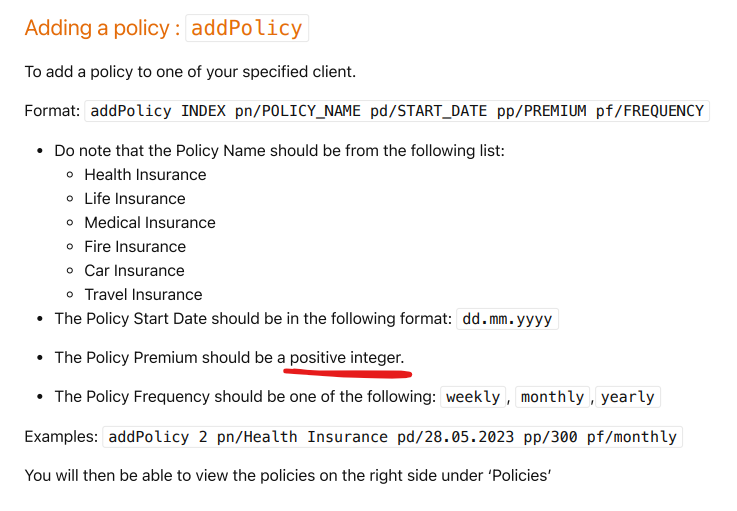 Adding a policy : addPolicy
To add a policy to one of your specified client.
Format: addPolicy INDEX pn/POLICY_NAME pd/START_DATE pp/PREMIUM pf/FREQUENCY
• Do note that the Policy Name should be from the following list:
◦ Health Insurance
◦ Life Insurance
◦ Medical Insurance
◦ Fire Insurance
◦ Car Insurance
◦ Travel Insurance
• The Policy Start Date should be in the following format: dd.mm.yyyy
• The Policy Premium should be a positive integer.
• The Policy Frequency should be one of the following: weekly, monthly, yearly
Examples: addPolicy 2 pn/Health Insurance pd/28.05.2023 pp/300 pf/monthly
You will then be able to view the policies on the right side under ‘Policies’